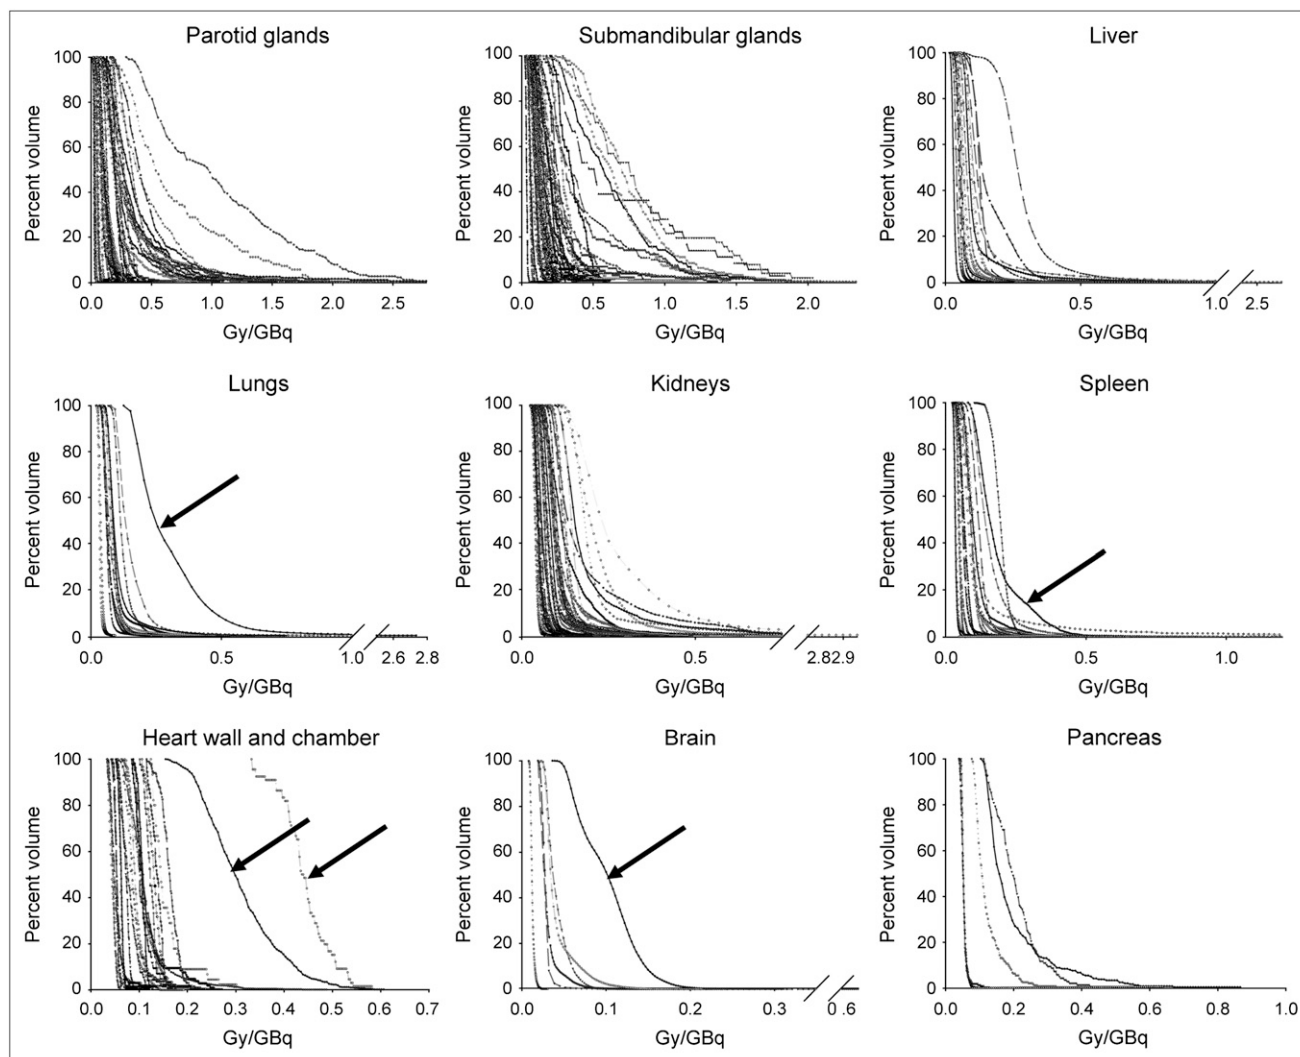 Parotid glands
Percent volume
100
80
60
40
20
0
0.0 0.5 1.0 1.5 2.0 2.5
Gy/GBq
Submandibular glands
Percent volume
100
80
60
40
20
0
0.0 0.5 1.0 1.5 2.0
Gy/GBq
Liver
Percent volume
100
80
60
40
20
0
0.0 0.5 1.0 2.5
Gy/GBq
Lungs
Percent volume
100
80
60
40
20
0
0.0 0.5 1.0 2.6 2.8
Gy/GBq
Kidneys
Percent volume
100
80
60
40
20
0
0.0 0.5 2.82.9
Gy/GBq
Spleen
Percent volume
100
80
60
40
20
0
0.0 0.5 1.0
Gy/GBq
Heart wall and chamber
Percent volume
100
80
60
40
20
0
0.0 0.1 0.2 0.3 0.4 0.5 0.6 0.7
Gy/GBq
Brain
Percent volume
100
80
60
40
20
0
0.0 0.1 0.2 0.3 0.6
Gy/GBq
Pancreas
Percent volume
100
80
60
40
20
0
0.0 0.2 0.4 0.6 0.8 1.0
Gy/GBq